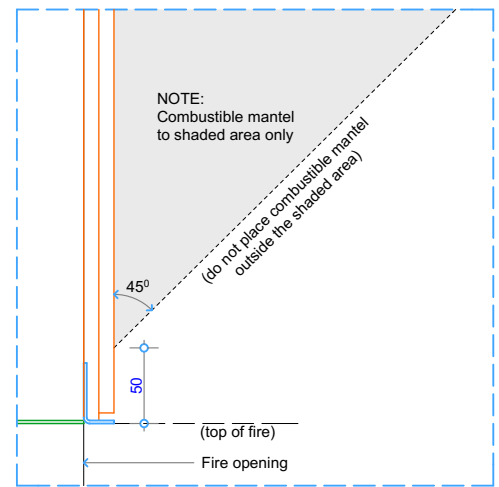 NOTE:
Combustible mantel
to shaded area only
(do not place combustible mantel
outside the shaded area)
45⁰
50
(top of fire)
Fire opening